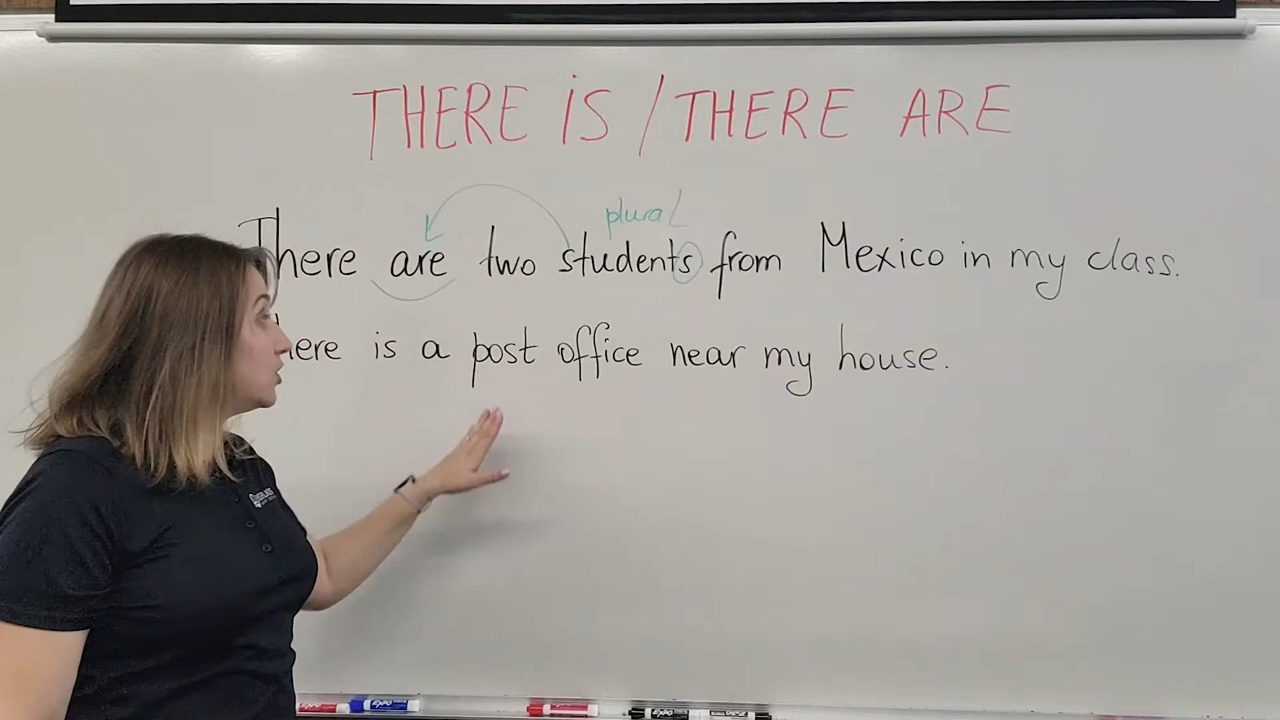 THERE IS / THERE ARE
plural
There are two students from Mexico in my class.
here is a post office near my house.